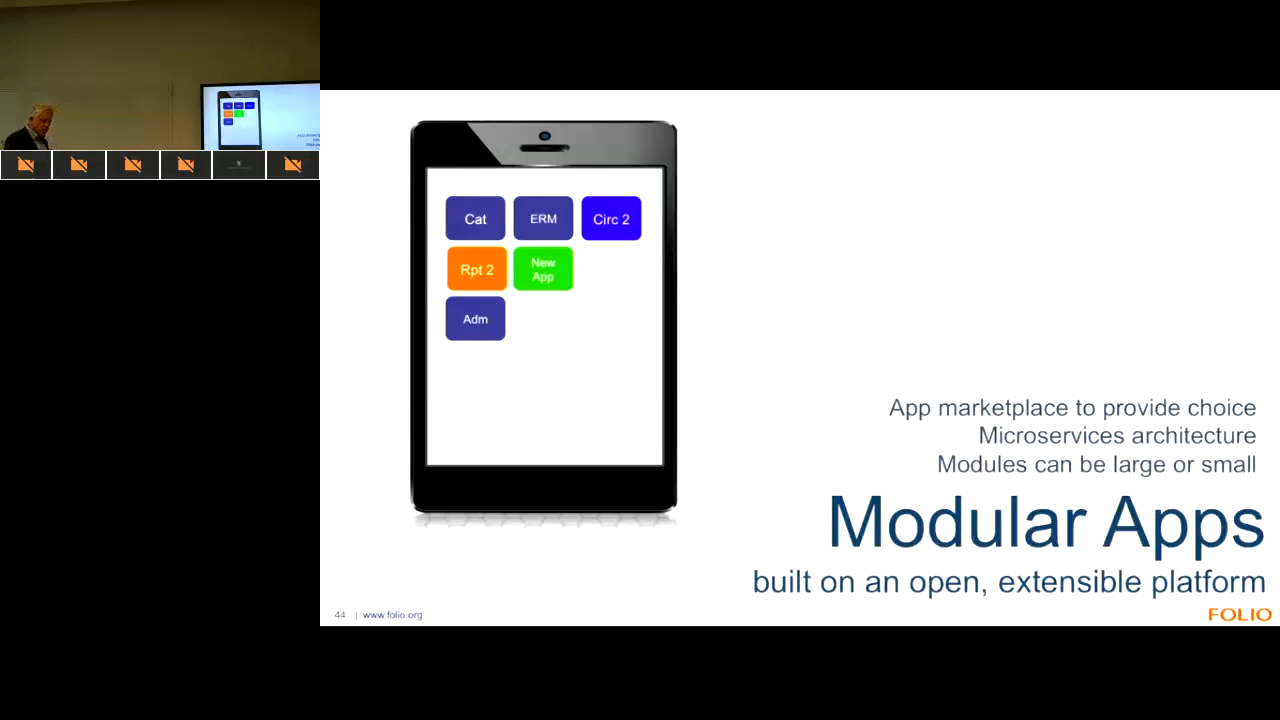 Cat
ERM
Circ 2
Rpt 2
New
App
Adm
App marketplace to provide choice
Microservices architecture
Modules can be large or small
Modular Apps
built on an open, extensible platform
44 | www.folio.org
FOLIO